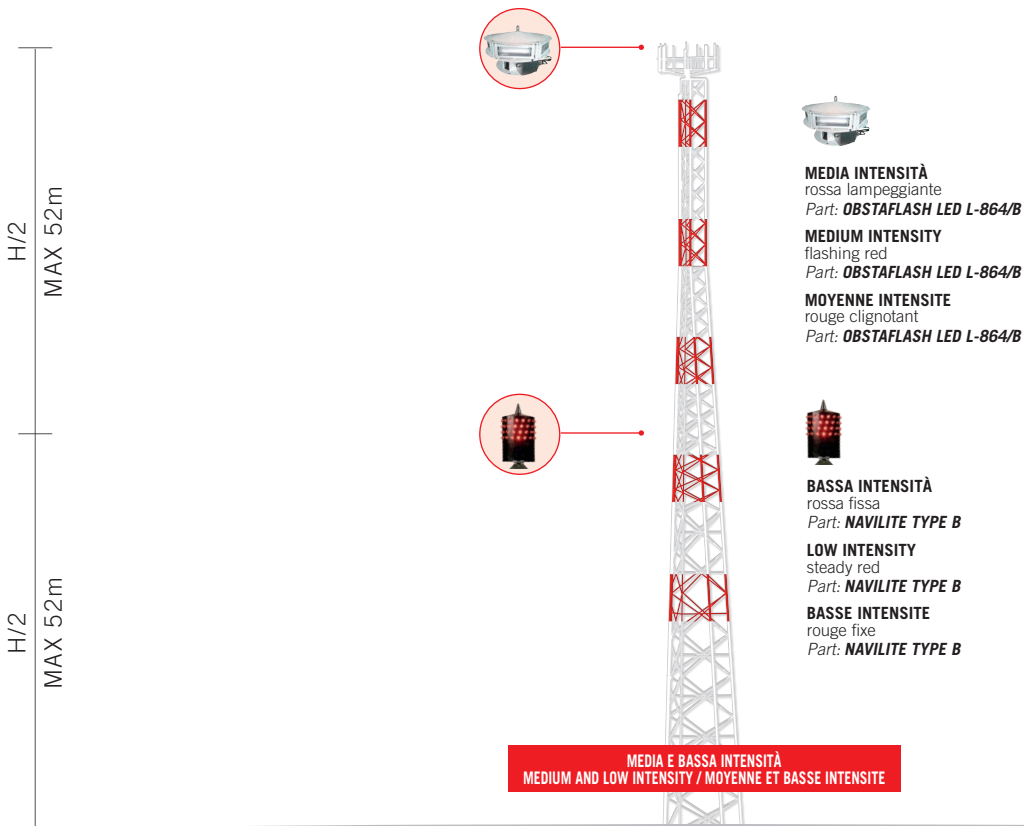 H/2
MAX 52m
MEDIA INTENSITÀ
rossa lampeggiante
Part: OBSTAFLASH LED L-864/B
MEDIUM INTENSITY
flashing red
Part: OBSTAFLASH LED L-864/B
MOYENNE INTENSITE
rouge clignotant
Part: OBSTAFLASH LED L-864/B
H/2
MAX 52m
BASSA INTENSITÀ
rossa fissa
Part: NAVILITE TYPE B
LOW INTENSITY
steady red
Part: NAVILITE TYPE B
BASSE INTENSITE
rouge fixe
Part: NAVILITE TYPE B
MEDIA E BASSA INTENSITÀ
MEDIUM AND LOW INTENSITY / MOYENNE ET BASSE INTENSITE